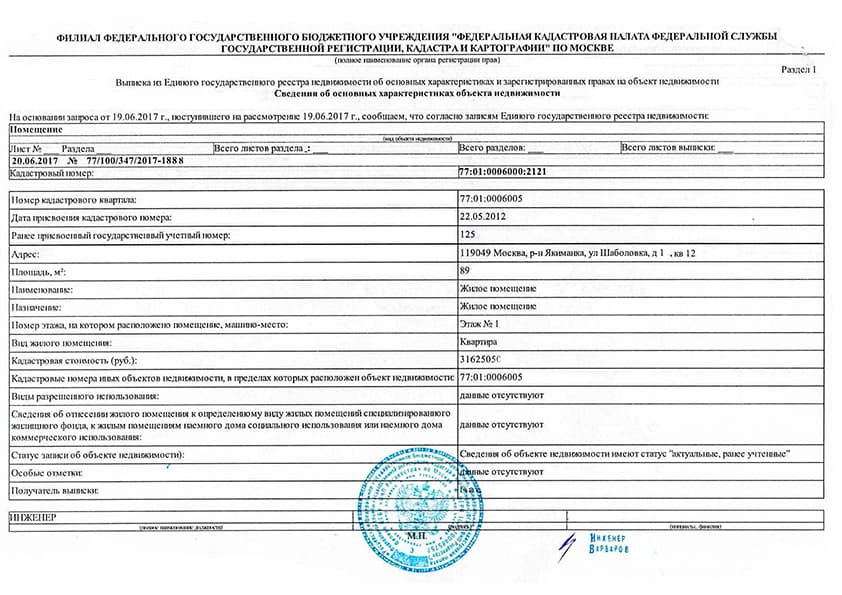 ФИЛИАЛ ФЕДЕРАЛЬНОГО ГОСУДАРСТВЕННОГО БЮДЖЕТНОГО УЧРЕЖДЕНИЯ "ФЕДЕРАЛЬНАЯ КАДАСТРОВАЯ ПАЛАТА ФЕДЕРАЛЬНОЙ СЛУЖБЫ
ГОСУДАРСТВЕННОЙ РЕГИСТРАЦИИ, КАДАСТРА И КАРТОГРАФИИ" ПО МОСКВЕ
(полное наименование органа регистрации прав)
Раздел 1
Выписка из Единого государственного реестра недвижимости об основных характеристиках и зарегистрированных правах на объект недвижимости
Сведения об основных характеристиках объекта недвижимости
На основании запроса от 19.06.2017 г., поступившего на рассмотрение 19.06.2017 г., сообщаем, что согласно записям Единого государственного реестра недвижимости:
Помещение
(вид объекта недвижимости)
Лист № ___ Раздела ___ Всего листов раздела : ___ Всего разделов: ___ Всего листов выписки: ___
20.06.2017 № 77/100/347/2017-1888
Кадастровый номер: 77:01:0006000:2121
Номер кадастрового квартала: 77:01:0006005
Дата присвоения кадастрового номера: 22.05.2012
Ранее присвоенный государственный учетный номер: 125
Адрес: 119049 Москва, р-н Якиманка, ул Шаболовка, д 1 , кв 12
Площадь, м²: 89
Наименование: Жилое помещение
Назначение: Жилое помещение
Номер этажа, на котором расположено помещение, машино-место: Этаж № 1
Вид жилого помещения: Квартира
Кадастровая стоимость (руб.): 3162505
Кадастровые номера иных объектов недвижимости, в пределах которых расположен объект недвижимости: 77:01:0006005
Виды разрешенного использования: данные отсутствуют
Сведения об отнесении жилого помещения к определенному виду жилых помещений специализированного
жилищного фонда, к жилым помещениям наемного дома социального использования или наемного дома
коммерческого использования: данные отсутствуют
Статус записи об объекте недвижимости): Сведения об объекте недвижимости имеют статус "актуальные, ранее учтенные"
Особые отметки: данные отсутствуют
Получатель выписки:
ИНЖЕНЕР
(полное наименование должности) (подпись) (инициалы, фамилия)
М.П.
ИНЖЕНЕР
ВАРВАРОВ